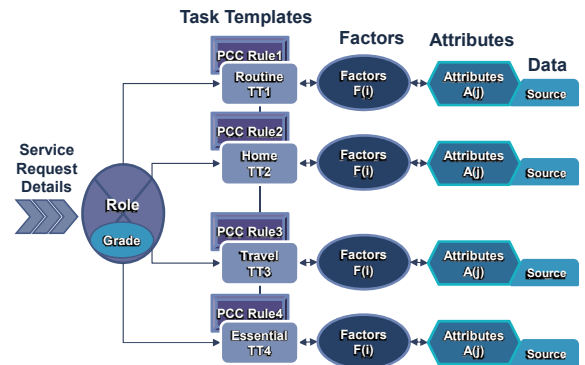 Task Templates
Factors
Attributes
Data
PCC Rule1
Routine
TT1
Factors
F(i)
Attributes
A(j)
Source
PCC Rule2
Home
TT2
Factors
F(i)
Attributes
A(j)
Source
Service
Request
Details
Role
Grade
PCC Rule3
Travel
TT3
Factors
F(i)
Attributes
A(j)
Source
PCC Rule4
Essential
TT4
Factors
F(i)
Attributes
A(j)
Source